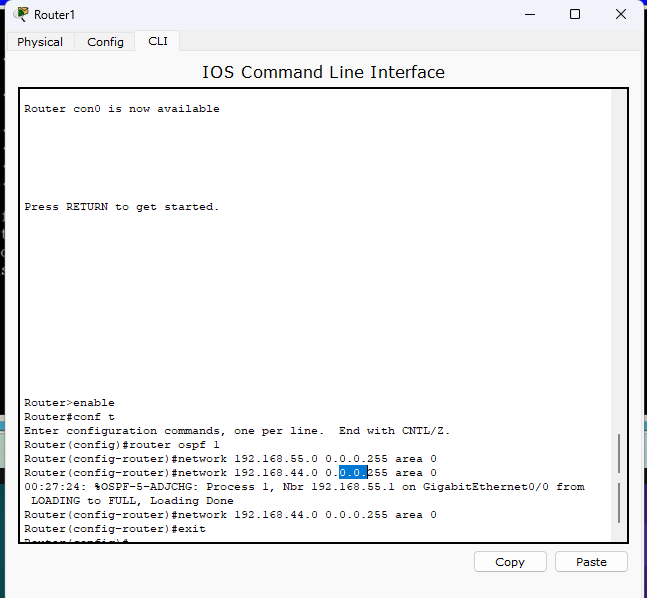 Router1
Physical
Config
CLI
IOS Command Line Interface
Router con0 is now available
Press RETURN to get started.
Router>enable
Router#conf t
Enter configuration commands, one per line.  End with CNTL/Z.
Router(config)#router ospf 1
Router(config-router)#network 192.168.55.0 0.0.0.255 area 0
Router(config-router)#network 192.168.44.0 0.0.0.255 area 0
00:27:24: %OSPF-5-ADJCHG: Process 1, Nbr 192.168.55.1 on GigabitEthernet0/0 from
LOADING to FULL, Loading Done
Router(config-router)#network 192.168.44.0 0.0.0.255 area 0
Router(config-router)#exit
Router(config)#
Copy
Paste